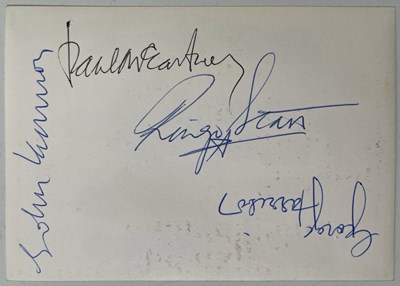 Paul McCartney
Ringo Starr
John Lennon
George
Harrison